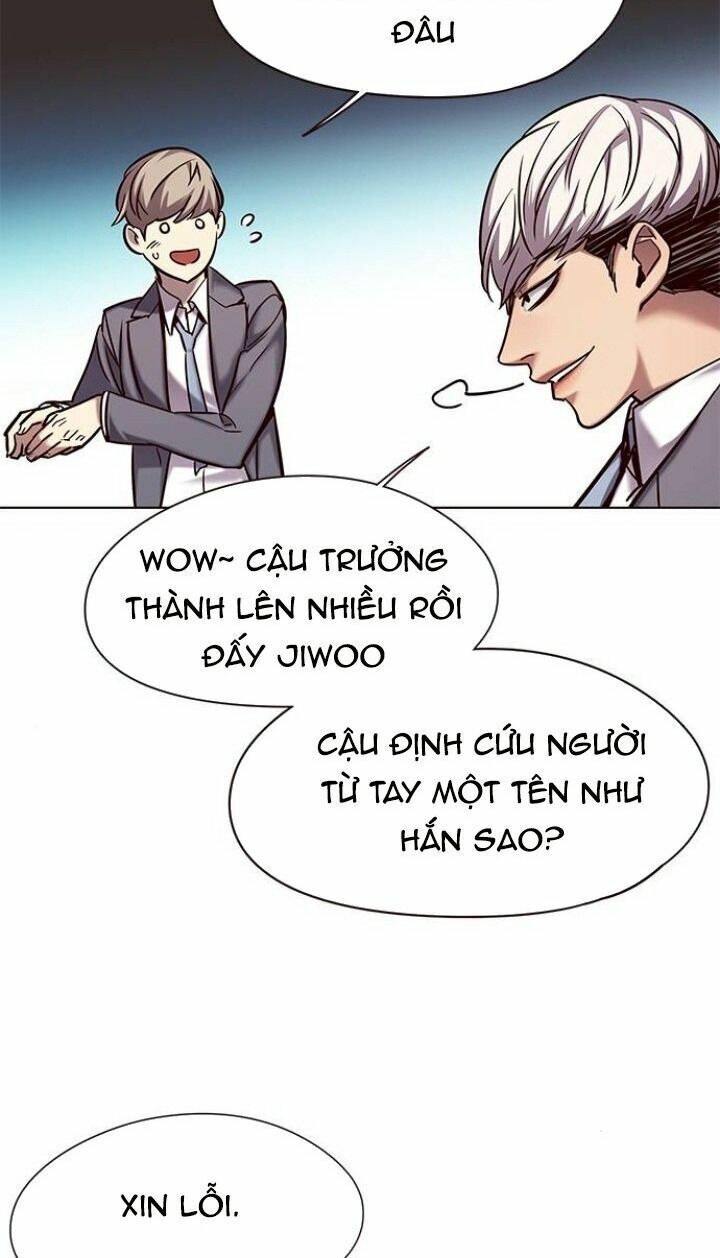 ĐÂU
WOW~ CẬU TRƯỞNG
THÀNH LÊN NHIỀU RỒI
ĐẤY JIWOO
CẬU ĐỊNH CỨU NGƯỜI
TỪ TAY MỘT TÊN NHƯ
HẮN SAO?
XIN LỖI.